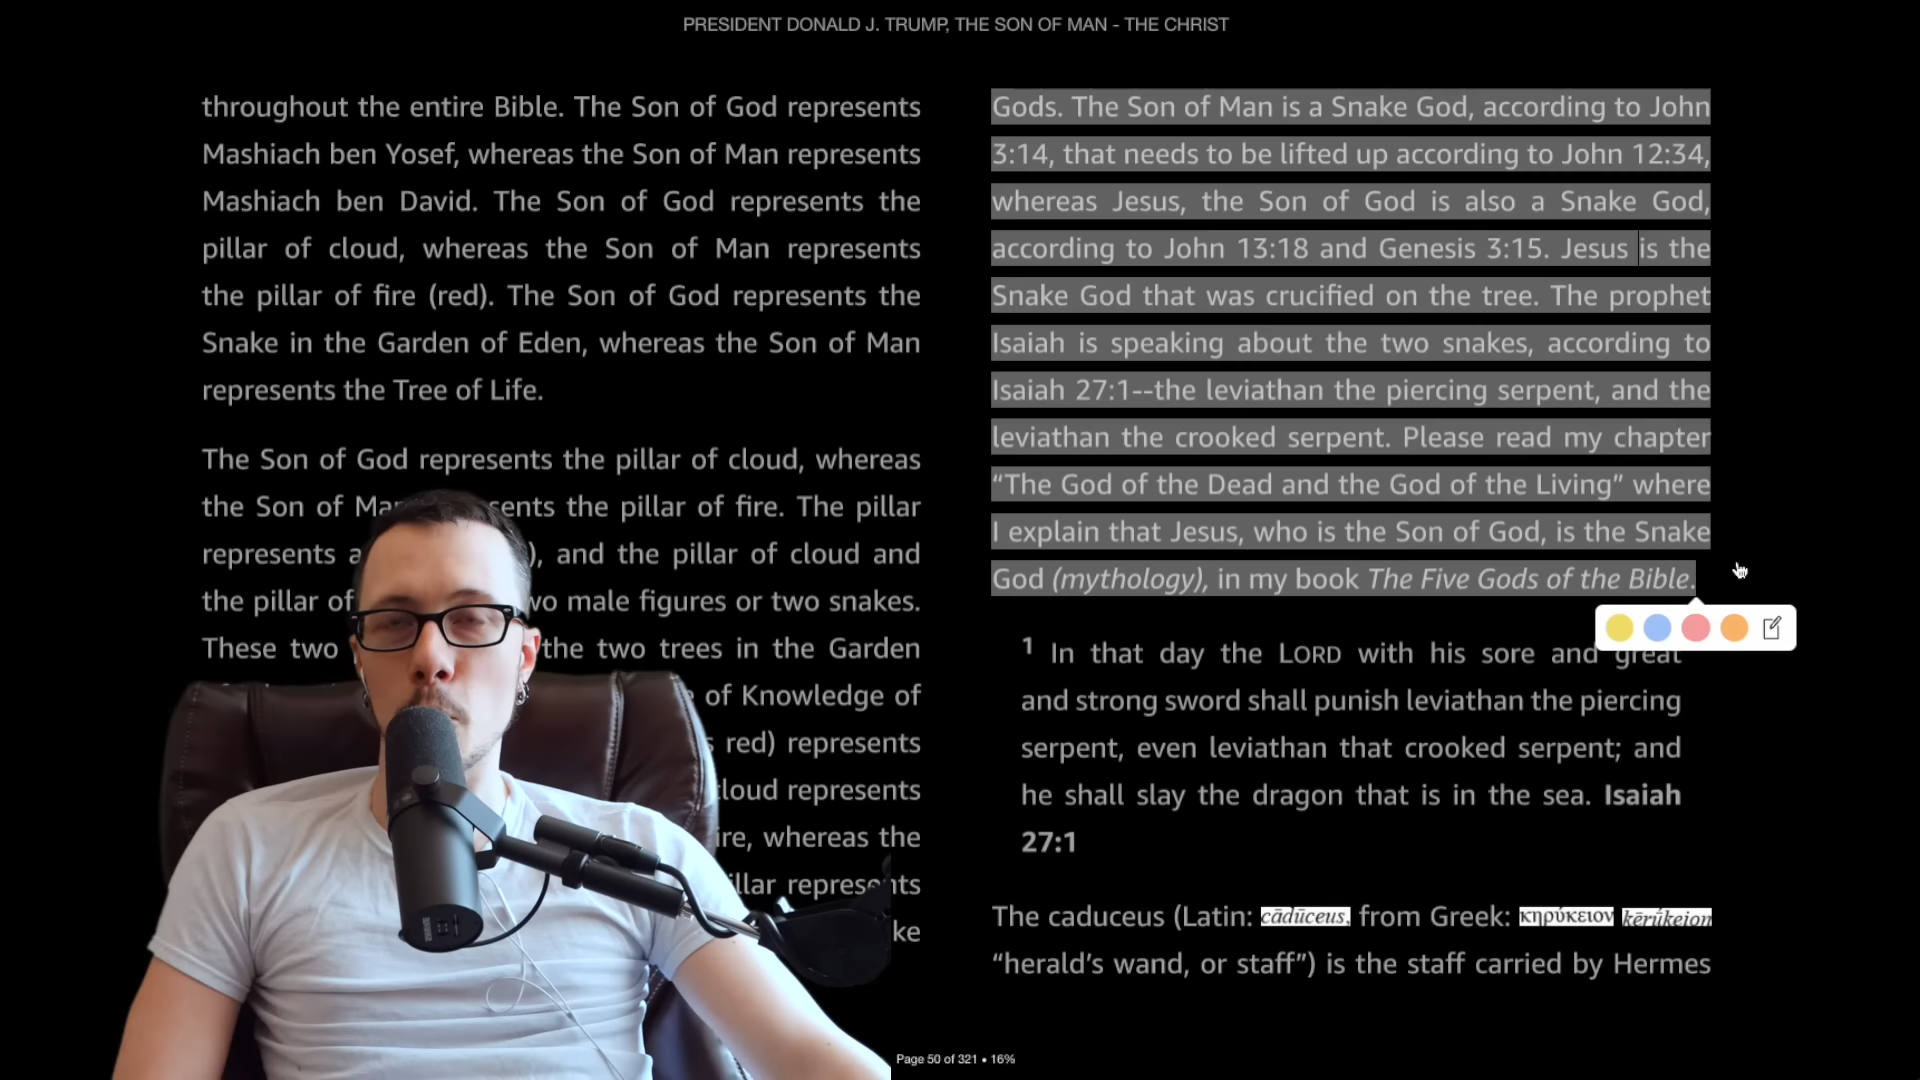 PRESIDENT DONALD J. TRUMP, THE SON OF MAN - THE CHRIST
throughout the entire Bible. The Son of God represents
Mashiach ben Yosef, whereas the Son of Man represents
Mashiach ben David. The Son of God represents the
pillar of cloud, whereas the Son of Man represents
the pillar of fire (red). The Son of God represents the
Snake in the Garden of Eden, whereas the Son of Man
represents the Tree of Life.
The Son of God represents the pillar of cloud, whereas
the Son of represents the pillar of fire. The pillar
represents and the pillar of cloud and
the pillar of two male figures or two snakes.
These two the two trees in the Garden
of Knowledge of
red) represents
cloud represents
fire, whereas the
pillar represents
Gods. The Son of Man is a Snake God, according to John
3:14, that needs to be lifted up according to John 12:34,
whereas Jesus, the Son of God is also a Snake God,
according to John 13:18 and Genesis 3:15. Jesus is the
Snake God that was crucified on the tree. The prophet
Isaiah is speaking about the two snakes, according to
Isaiah 27:1--the leviathan the piercing serpent, and the
leviathan the crooked serpent. Please read my chapter
“The God of the Dead and the God of the Living” where
I explain that Jesus, who is the Son of God, is the Snake
God (mythology), in my book The Five Gods of the Bible.
1 In that day the LORD with his sore and great
and strong sword shall punish leviathan the piercing
serpent, even leviathan that crooked serpent; and
he shall slay the dragon that is in the sea. Isaiah
27:1
The caduceus (Latin: cādūceus, from Greek: κηρύκειον kērúkeion
“herald’s wand, or staff”) is the staff carried by Hermes
Page 50 of 321 • 16%